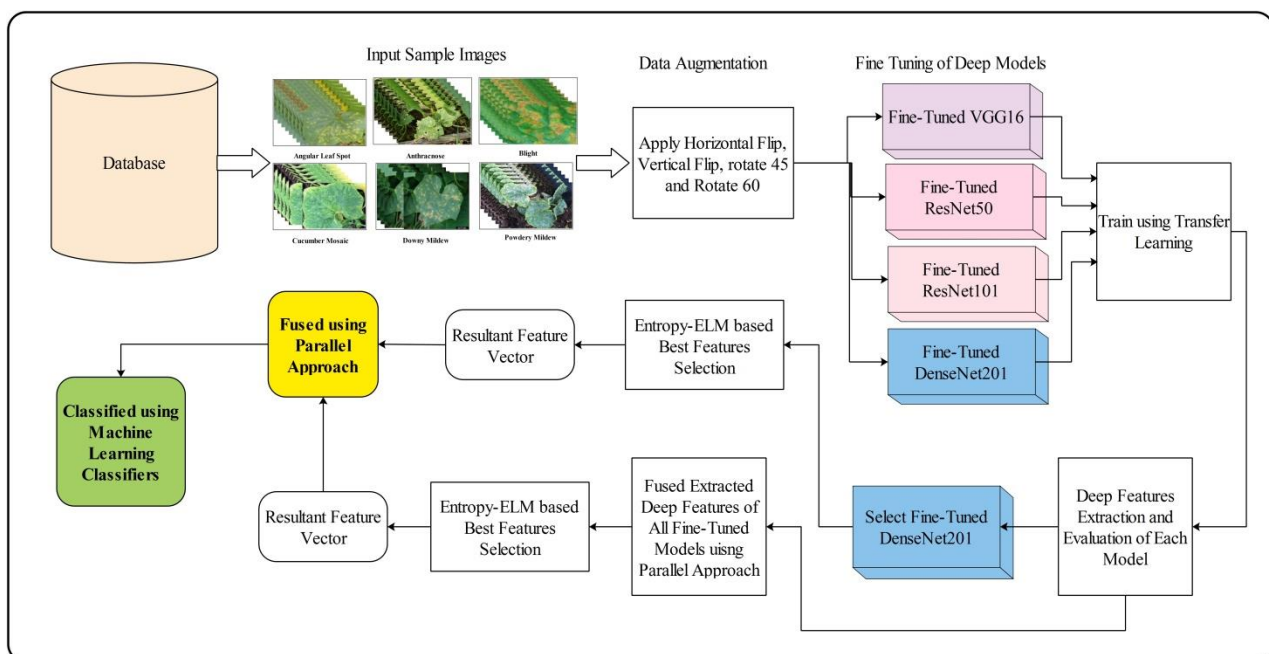 Input Sample Images
Data Augmentation
Fine Tuning of Deep Models
Database
Angular Leaf Spot
Anthracnose
Blight
Cucumber Mosaic
Downy Mildew
Powdery Mildew
Apply Horizontal Flip,
Vertical Flip, rotate 45
and Rotate 60
Fine-Tuned VGG16
Fine-Tuned
ResNet50
Fine-Tuned
ResNet101
Fine-Tuned
DenseNet201
Train using Transfer
Learning
Fused using
Parallel
Approach
Resultant Feature
Vector
Entropy-ELM based
Best Features
Selection
Classified using
Machine
Learning
Classifiers
Resultant Feature
Vector
Entropy-ELM based
Best Features
Selection
Fused Extracted
Deep Features of
All Fine-Tuned
Models uisng
Parallel Approach
Select Fine-Tuned
DenseNet201
Deep Features
Extraction and
Evaluation of Each
Model